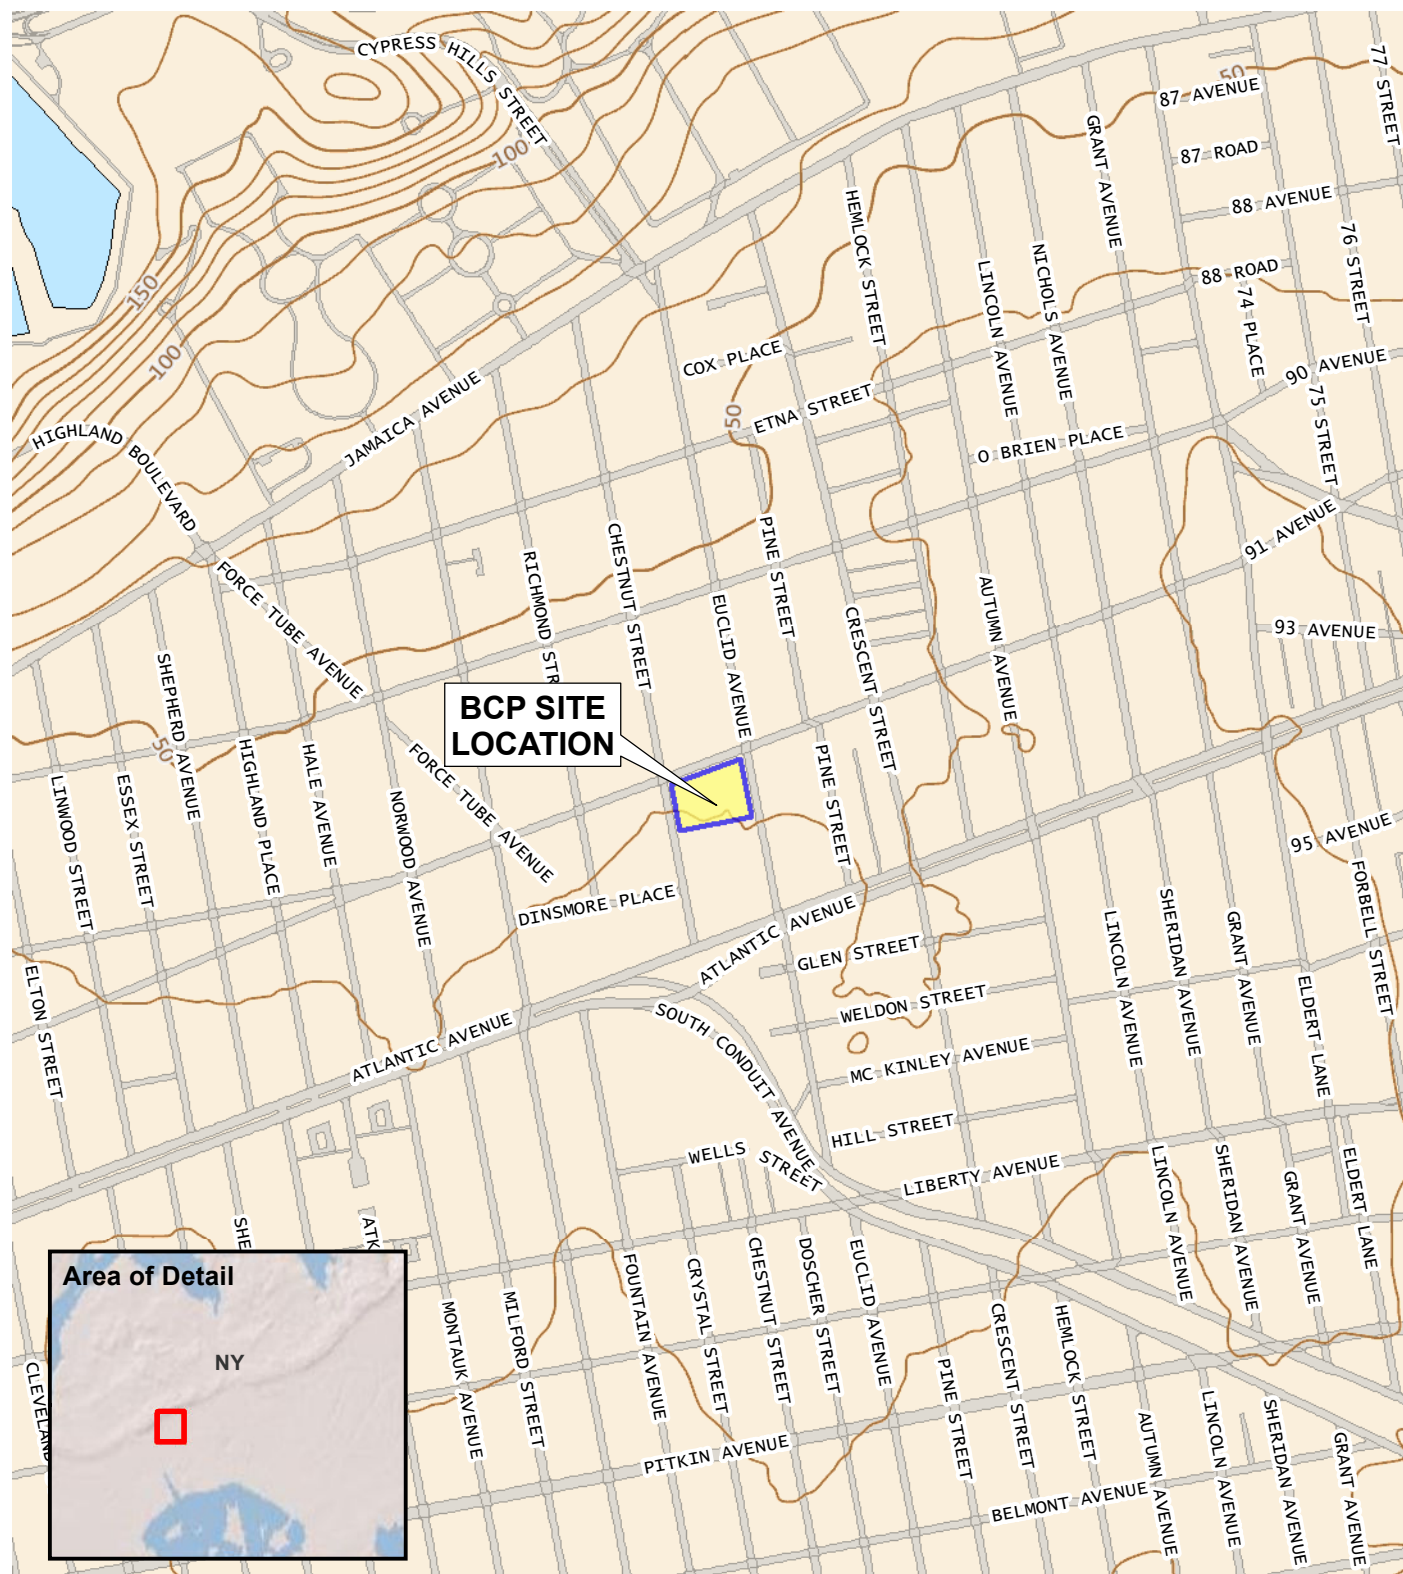 CYPRESS HILLS STREET
77 STREET
50
87 AVENUE
GRANT AVENUE
87 ROAD
100
88 AVENUE
HEMLOCK STREET
76 STREET
NICHOLS AVENUE
LINCOLN AVENUE
88 ROAD
74 PLACE
150
100
COX PLACE
90 AVENUE
JAMAICA AVENUE
75 STREET
50
ETNA STREET
HIGHLAND BOULEVARD
O BRIEN PLACE
91 AVENUE
PINE STREET
CHESTNUT STREET
RICHMOND STR
FORCE TUBE AVENUE
AUTUMN AVENUE
EUCLID AVENUE
CRESCENT STREET
93 AVENUE
SHEPHERD AVENUE
BCP SITE
LOCATION
50
HIGHLAND PLACE
HALE AVENUE
FORCE TUBE AVENUE
PINE STREET
LINWOOD STREET
ESSEX STREET
NORWOOD AVENUE
95 AVENUE
FORBELL STREET
DINSMORE PLACE
ATLANTIC AVENUE
SHERIDAN AVENUE
LINCOLN AVENUE
GRANT AVENUE
GLEN STREET
ELTON STREET
ELDERT LANE
WELDON STREET
SOUTH CONDUIT AVENUE
ATLANTIC AVENUE
MC KINLEY AVENUE
HILL STREET
WELLS STREET
LIBERTY AVENUE
LINCOLN AVENUE
SHERIDAN AVENUE
GRANT AVENUE
ELDERT LANE
SHE
ATK
Area of Detail
NY
FOUNTAIN AVENUE
CRYSTAL STREET
CHESTNUT STREET
DOSCHER STREET
EUCLID AVENUE
MONTAUK AVENUE
MILFORD STREET
CRESCENT STREET
HEMLOCK STREET
CLEVELAND
PINE STREET
PITKIN AVENUE
AUTUMN AVENUE
LINCOLN AVENUE
SHERIDAN AVENUE
GRANT AVENUE
BELMONT AVENUE